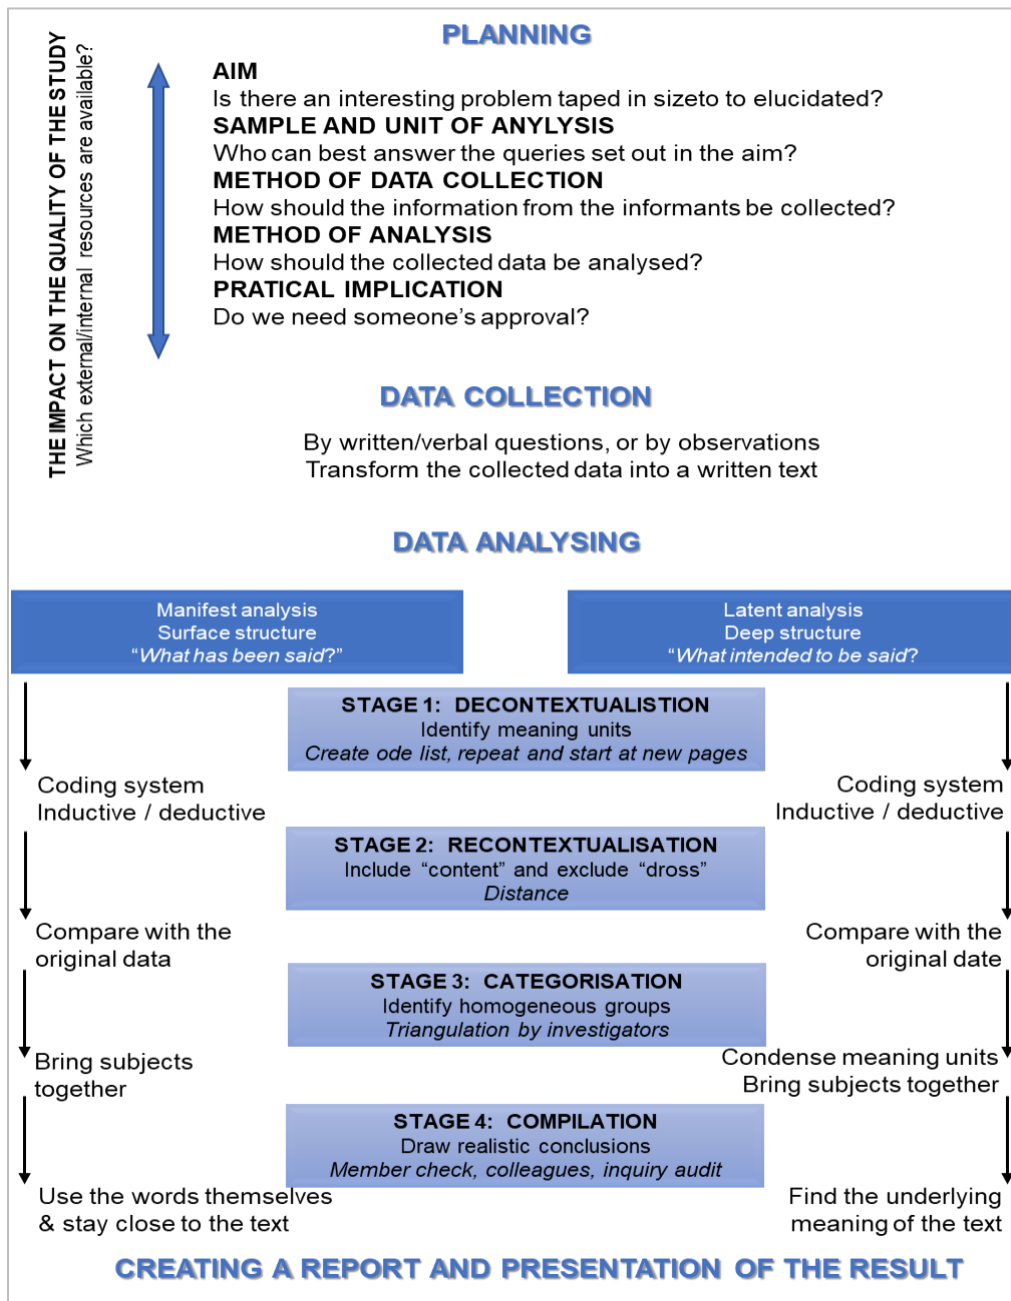 THE IMPACT ON THE QUALITY OF THE STUDY
Which external/internal resources are available?
PLANNING
AIM
Is there an interesting problem taped in sizeto to elucidated?
SAMPLE AND UNIT OF ANYLYSIS
Who can best answer the queries set out in the aim?
METHOD OF DATA COLLECTION
How should the information from the informants be collected?
METHOD OF ANALYSIS
How should the collected data be analysed?
PRATICAL IMPLICATION
Do we need someone’s approval?
DATA COLLECTION
By written/verbal questions, or by observations
Transform the collected data into a written text
DATA ANALYSING
Manifest analysis
Surface structure
“What has been said?”
Latent analysis
Deep structure
“What intended to be said?
STAGE 1: DECONTEXTUALISTION
Identify meaning units
Create ode list, repeat and start at new pages
Coding system
Inductive / deductive
Coding system
Inductive / deductive
STAGE 2: RECONTEXTUALISATION
Include “content” and exclude “dross”
Distance
Compare with the
original data
Compare with the
original date
STAGE 3: CATEGORISATION
Identify homogeneous groups
Triangulation by investigators
Bring subjects
together
Condense meaning units
Bring subjects together
STAGE 4: COMPILATION
Draw realistic conclusions
Member check, colleagues, inquiry audit
Use the words themselves
& stay close to the text
Find the underlying
meaning of the text
CREATING A REPORT AND PRESENTATION OF THE RESULT